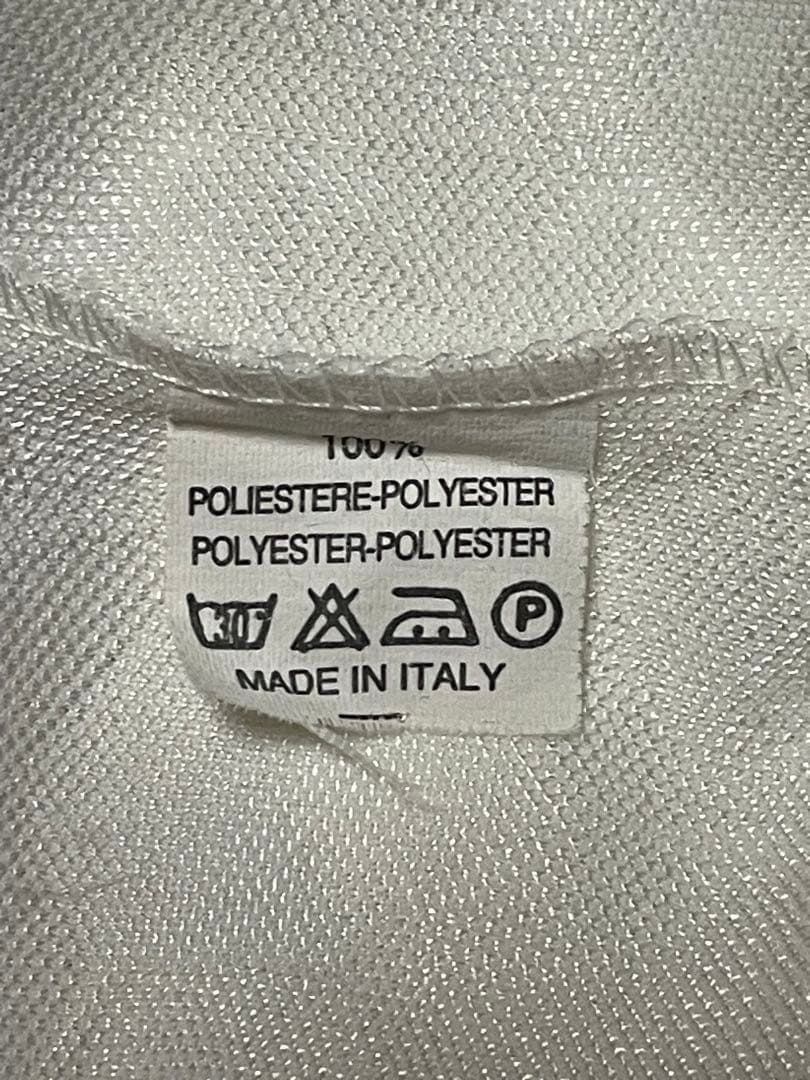 100%
POLIESTERE-POLYESTER
POLYESTER-POLYESTER
30° P
MADE IN ITALY